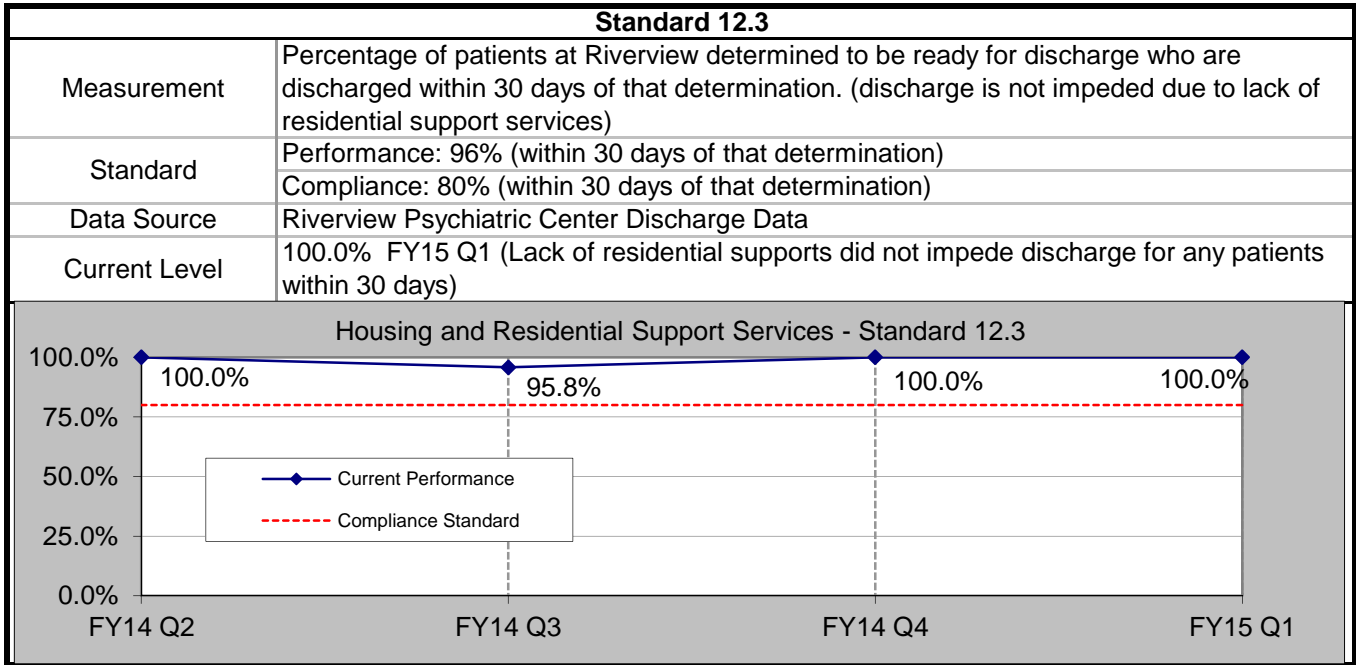 Standard 12.3
Measurement
Percentage of patients at Riverview determined to be ready for discharge who are
discharged within 30 days of that determination. (discharge is not impeded due to lack of
residential support services)
Standard
Performance: 96% (within 30 days of that determination)
Compliance: 80% (within 30 days of that determination)
Data Source
Riverview Psychiatric Center Discharge Data
Current Level
100.0%  FY15 Q1 (Lack of residential supports did not impede discharge for any patients
within 30 days)
Housing and Residential Support Services - Standard 12.3
100.0%
75.0%
50.0%
25.0%
0.0%
100.0%
95.8%
100.0%
100.0%
Current Performance
Compliance Standard
FY14 Q2
FY14 Q3
FY14 Q4
FY15 Q1